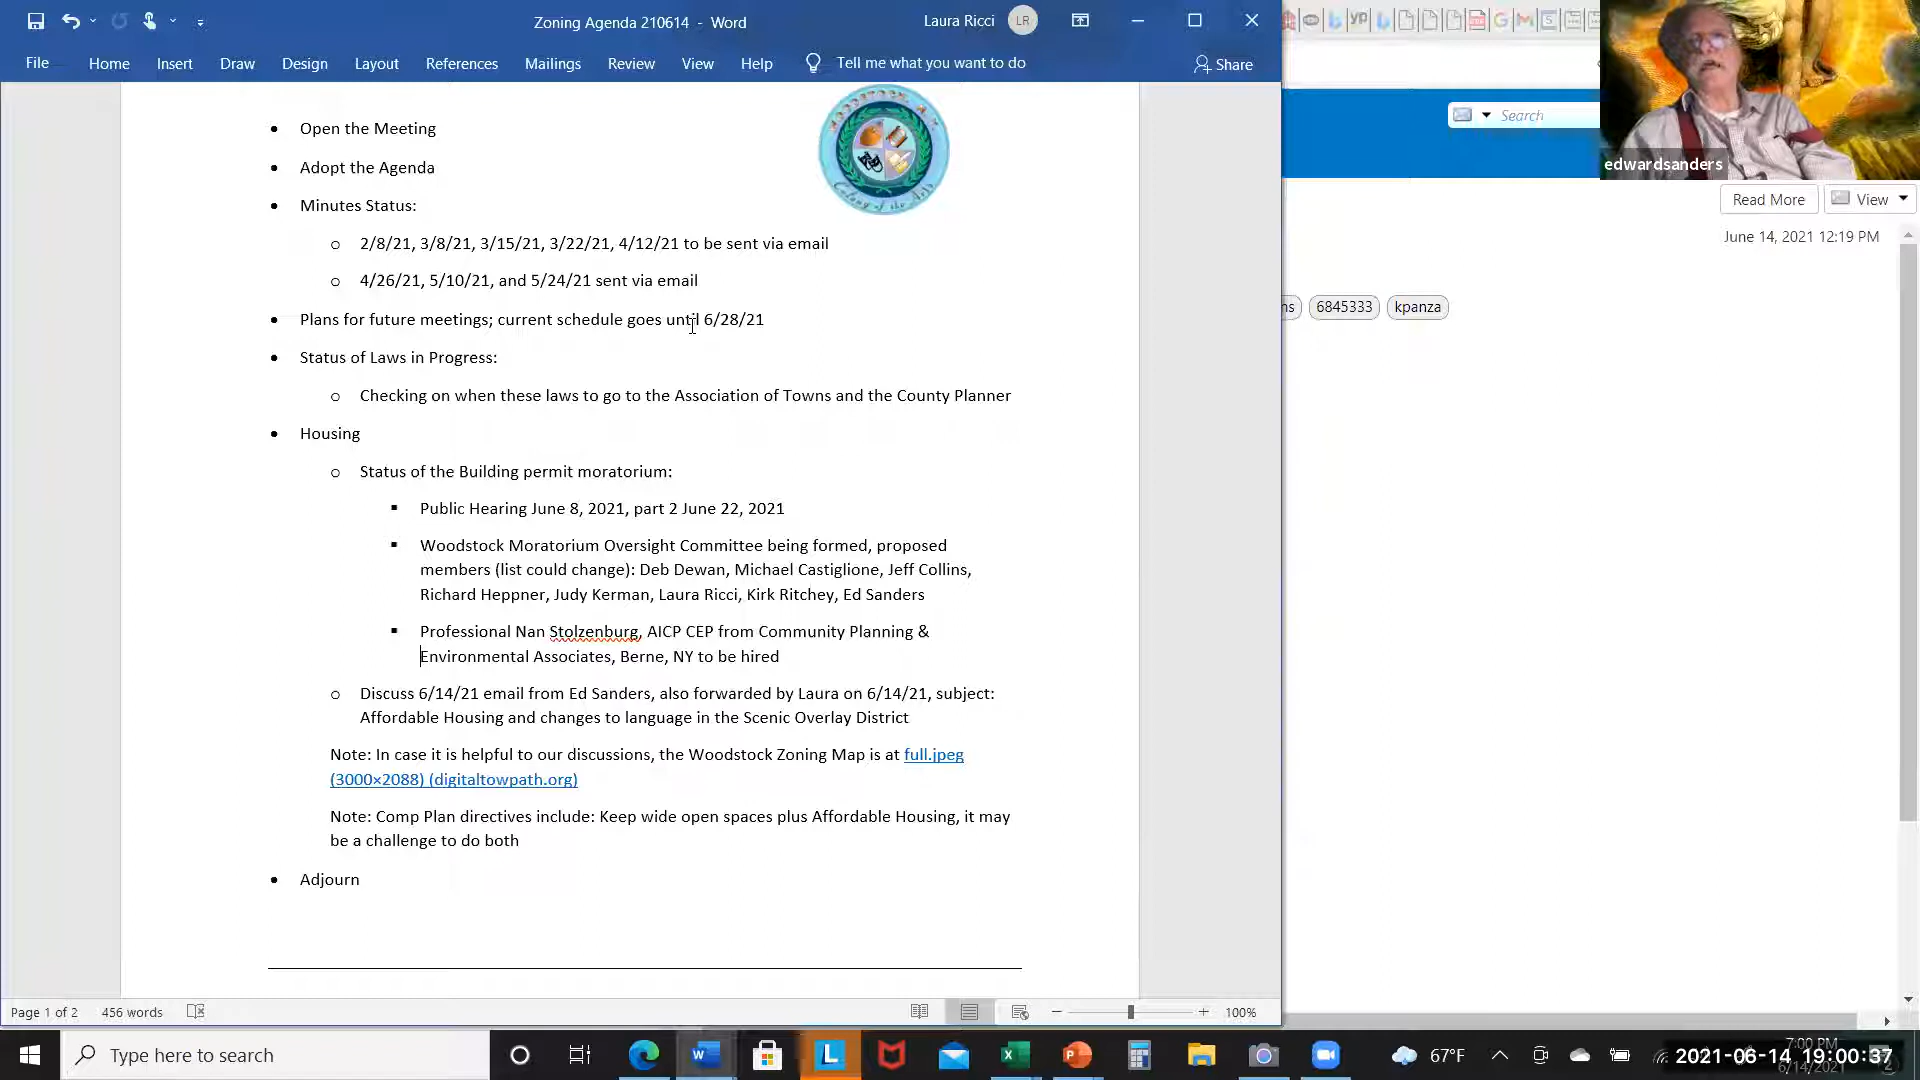 Zoning Agenda 210614 - Word
Laura Ricci
LR
File
Home
Insert
Draw
Design
Layout
References
Mailings
Review
View
Help
Tell me what you want to do
Share
Open the Meeting
Adopt the Agenda
Minutes Status:
2/8/21, 3/8/21, 3/15/21, 3/22/21, 4/12/21 to be sent via email
4/26/21, 5/10/21, and 5/24/21 sent via email
Plans for future meetings; current schedule goes until 6/28/21
Status of Laws in Progress:
Checking on when these laws to go to the Association of Towns and the County Planner
Housing
Status of the Building permit moratorium:
Public Hearing June 8, 2021, part 2 June 22, 2021
Woodstock Moratorium Oversight Committee being formed, proposed
members (list could change): Deb Dewan, Michael Castiglione, Jeff Collins,
Richard Heppner, Judy Kerman, Laura Ricci, Kirk Ritchey, Ed Sanders
Professional Nan Stolzenburg, AICP CEP from Community Planning &
Environmental Associates, Berne, NY to be hired
Discuss 6/14/21 email from Ed Sanders, also forwarded by Laura on 6/14/21, subject:
Affordable Housing and changes to language in the Scenic Overlay District
Note: In case it is helpful to our discussions, the Woodstock Zoning Map is at full.jpeg
(3000×2088) (digitaltowpath.org)
Note: Comp Plan directives include: Keep wide open spaces plus Affordable Housing, it may
be a challenge to do both
Adjourn
Page 1 of 2
456 words
100%
Search
edwardsanders
Read More
View
June 14, 2021 12:19 PM
ns
6845333
kpanza
Type here to search
67°F
7:00 PM
6/14/2021
2021-06-14 19:00:37